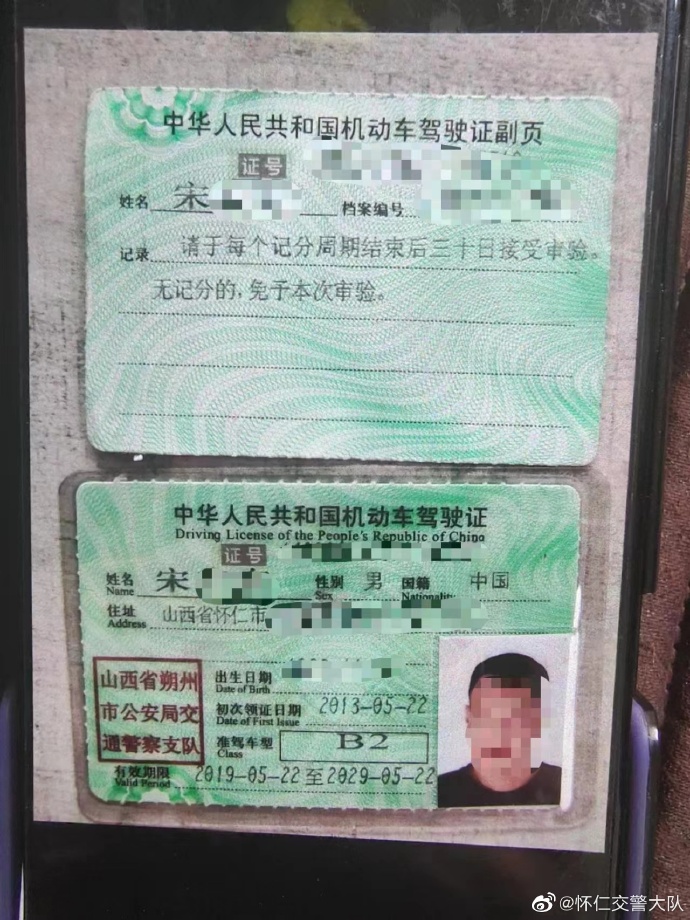 中华人民共和国机动车驾驶证副页
证号
姓名 宋 档案编号
记录 请于每个记分周期结束后三十日接受审验。
无记分的,免予本次审验。
中华人民共和国机动车驾驶证
Driving License of the People's Republic of China
证号
姓名 宋 性别 男 国籍 中国
Name Sex Nationality
住址 山西省怀仁市
Address
山西省朔州
市公安局交
通警察支队
出生日期
Date of Birth
初次领证日期 2013-05-22
Date of First Issue
准驾车型 B2
Class
有效期限 2019-05-22 至 2029-05-22
Valid Period
@怀仁交警大队